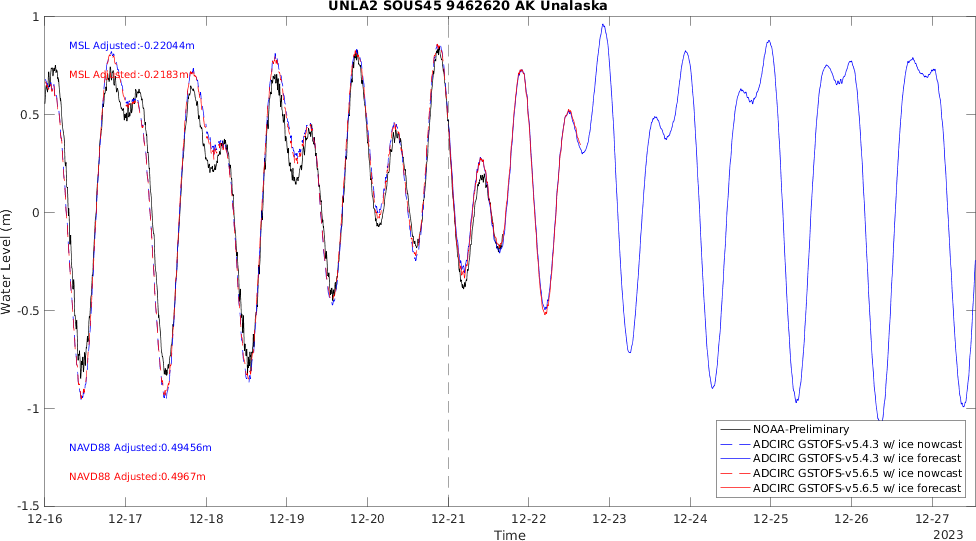 UNLA2 SOUS45 9462620 AK Unalaska
MSL Adjusted:-0.22044m
MSL Adjusted:-0.2183m
NAVD88 Adjusted:0.49456m
NAVD88 Adjusted:0.4967m
Water Level (m)
1
0.5
0
-0.5
-1
-1.5
NOAA-Preliminary
ADCIRC GSTOFS-v5.4.3 w/ ice nowcast
ADCIRC GSTOFS-v5.4.3 w/ ice forecast
ADCIRC GSTOFS-v5.6.5 w/ ice nowcast
ADCIRC GSTOFS-v5.6.5 w/ ice forecast
12-16 12-17 12-18 12-19 12-20 12-21 12-22 12-23 12-24 12-25 12-26 12-27
Time
2023